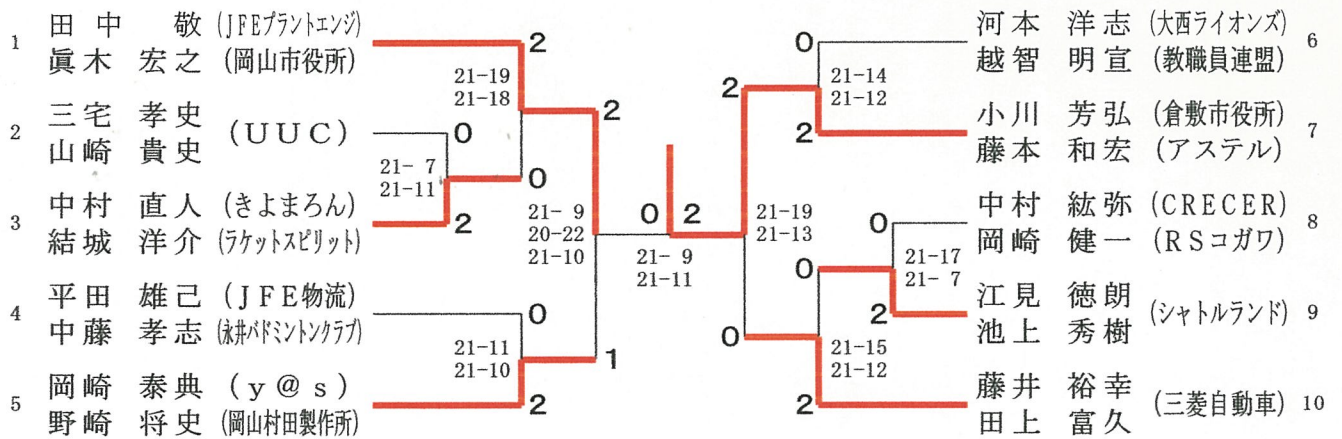 1 田中 敬 (JFEプラントエンジ)
眞木 宏之 (岡山市役所)
2 三宅 孝史 (UUC)
山崎 貴史
3 中村 直人 (きよまろん)
結城 洋介 (ラケットスピリット)
4 平田 雄己 (JFE物流)
中藤 孝志 (永井バドミントンクラブ)
5 岡崎 泰典 (y@s)
野崎 将史 (岡山村田製作所)
2
21-19
21-18
2
0
21- 7
21-11
0
2
21- 9
20-22
21-10
0
21-11
21-10
1
2
0 2
21- 9
21-11
0
21-14
21-12
2
2
21-19
21-13
0
21-17
21- 7
0
2
0
21-15
21-12
2
河本 洋志 (大西ライオンズ) 6
越智 明宣 (教職員連盟)
小川 芳弘 (倉敷市役所) 7
藤本 和宏 (アステル)
中村 紘弥 (CRECER) 8
岡崎 健一 (RSコガワ)
江見 徳朗 (シャトルランド) 9
池上 秀樹
藤井 裕幸 (三菱自動車) 10
田上 富久